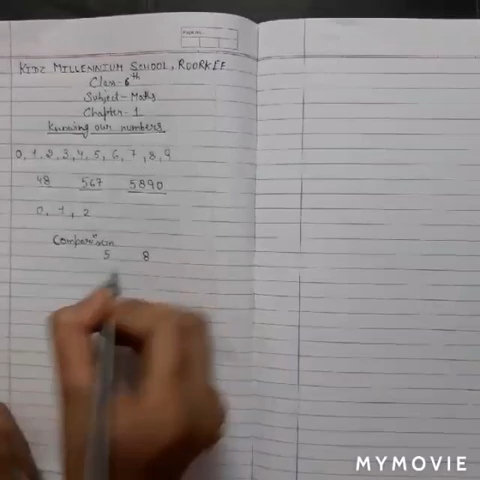 KIDZ MILLENNIUM SCHOOL, ROORKEE
Class-6th
Subject-Maths
Chapter-1
Knowing our numbers
0, 1, 2, 3, 4, 5, 6, 7, 8, 9
48 567 5890
0, 1, 2
Comparison
5 8
MYMOVIE